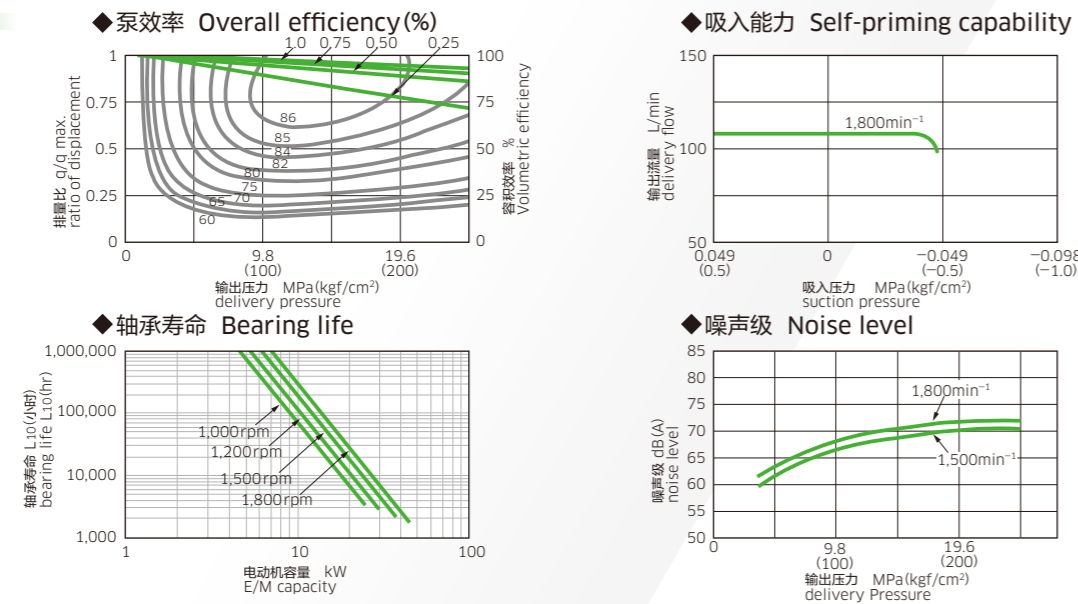 ◆泵效率 Overall efficiency(%)
1.0 0.75 0.50 0.25
1
0.75
0.5
0.25
0
排量比 q/q max.
ratio of displacement
86
85
84
82
80
75
70
65
60
100
75
50
25
0
容积效率 %
Volumetric efficiency
0 9.8 19.6
(100) (200)
输出压力 MPa(kgf/cm²)
delivery pressure
◆吸入能力 Self-priming capability
150
100
50
输出流量 L/min
delivery flow
1,800min⁻¹
0.049 0 −0.049 −0.098
(0.5) (−0.5) (−1.0)
吸入压力 MPa(kgf/cm²)
suction pressure
◆轴承寿命 Bearing life
1,000,000
100,000
10,000
1,000
轴承寿命 L10(小时)
bearing life L10(hr)
1,000rpm
1,200rpm
1,500rpm
1,800rpm
1 10 100
电动机容量 kW
E/M capacity
◆噪声级 Noise level
85
80
75
70
65
60
55
50
噪声级 dB(A)
noise level
1,800min⁻¹
1,500min⁻¹
0 9.8 19.6
(100) (200)
输出压力 MPa(kgf/cm²)
delivery Pressure